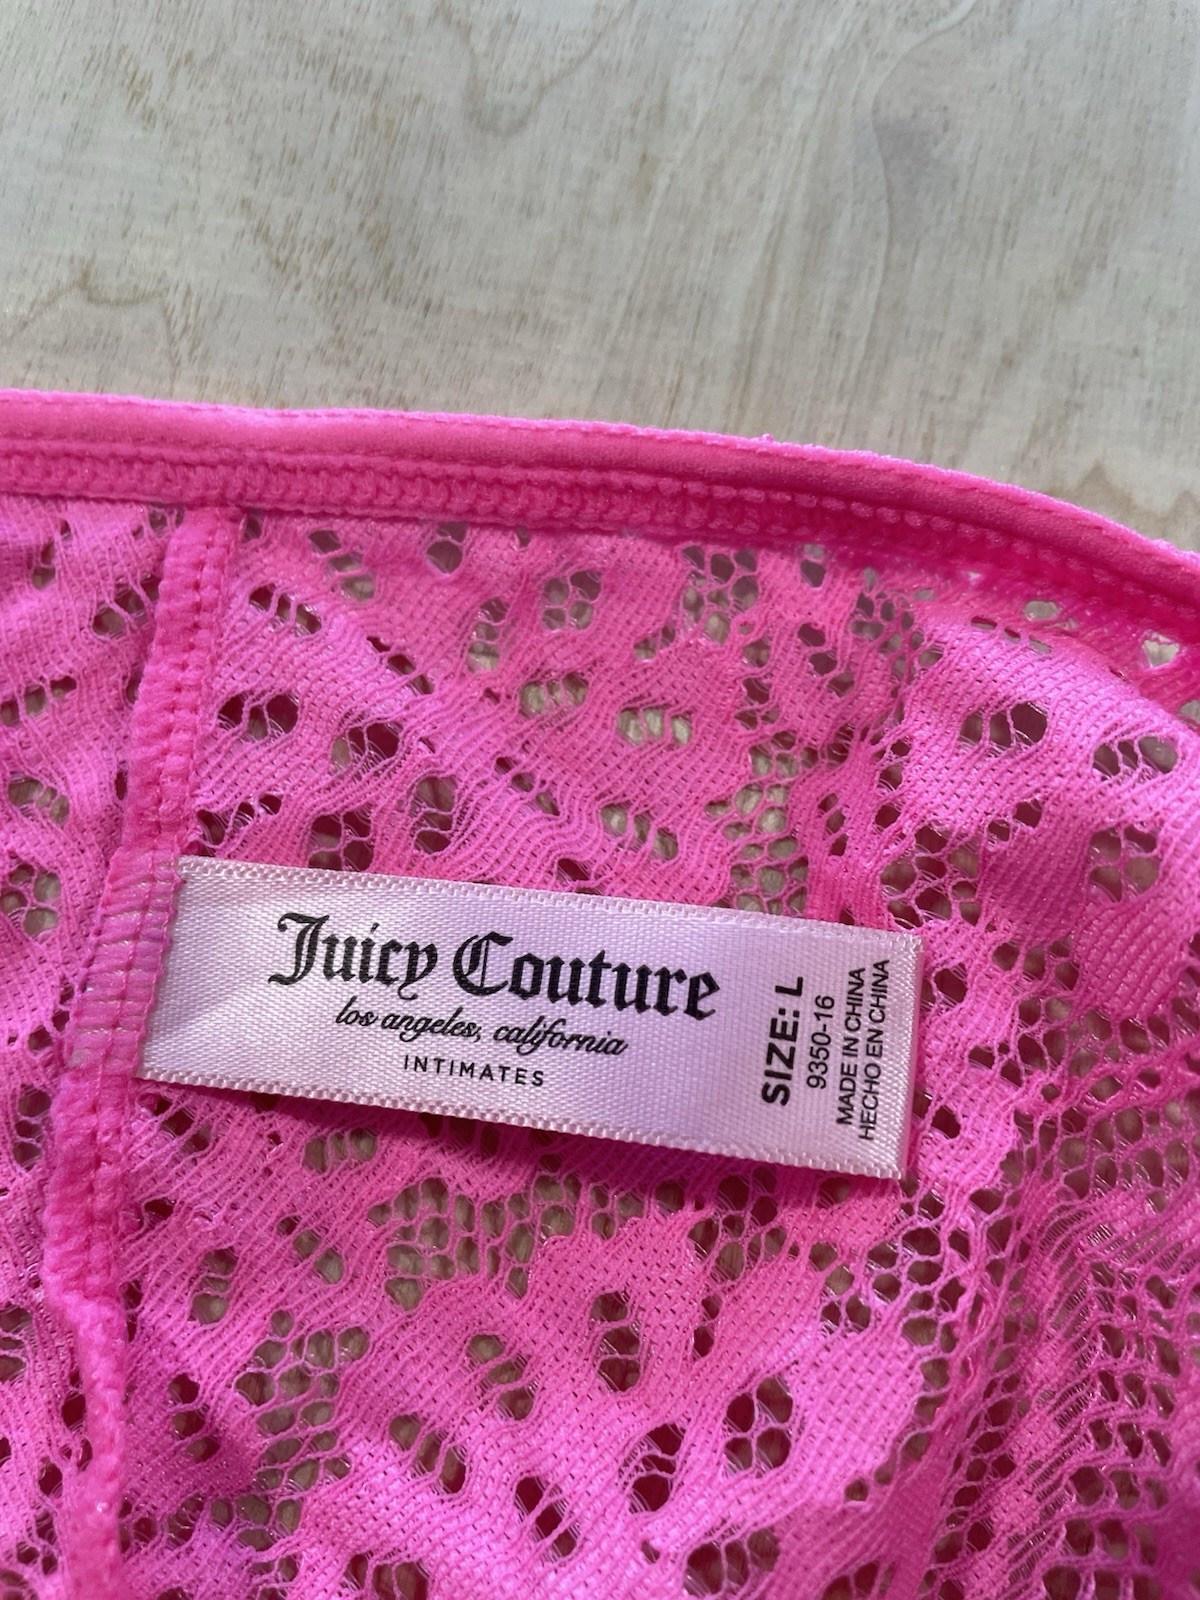 Juicy Couture
los angeles, california
INTIMATES
SIZE: L
9350-16
MADE IN CHINA
HECHO EN CHINA